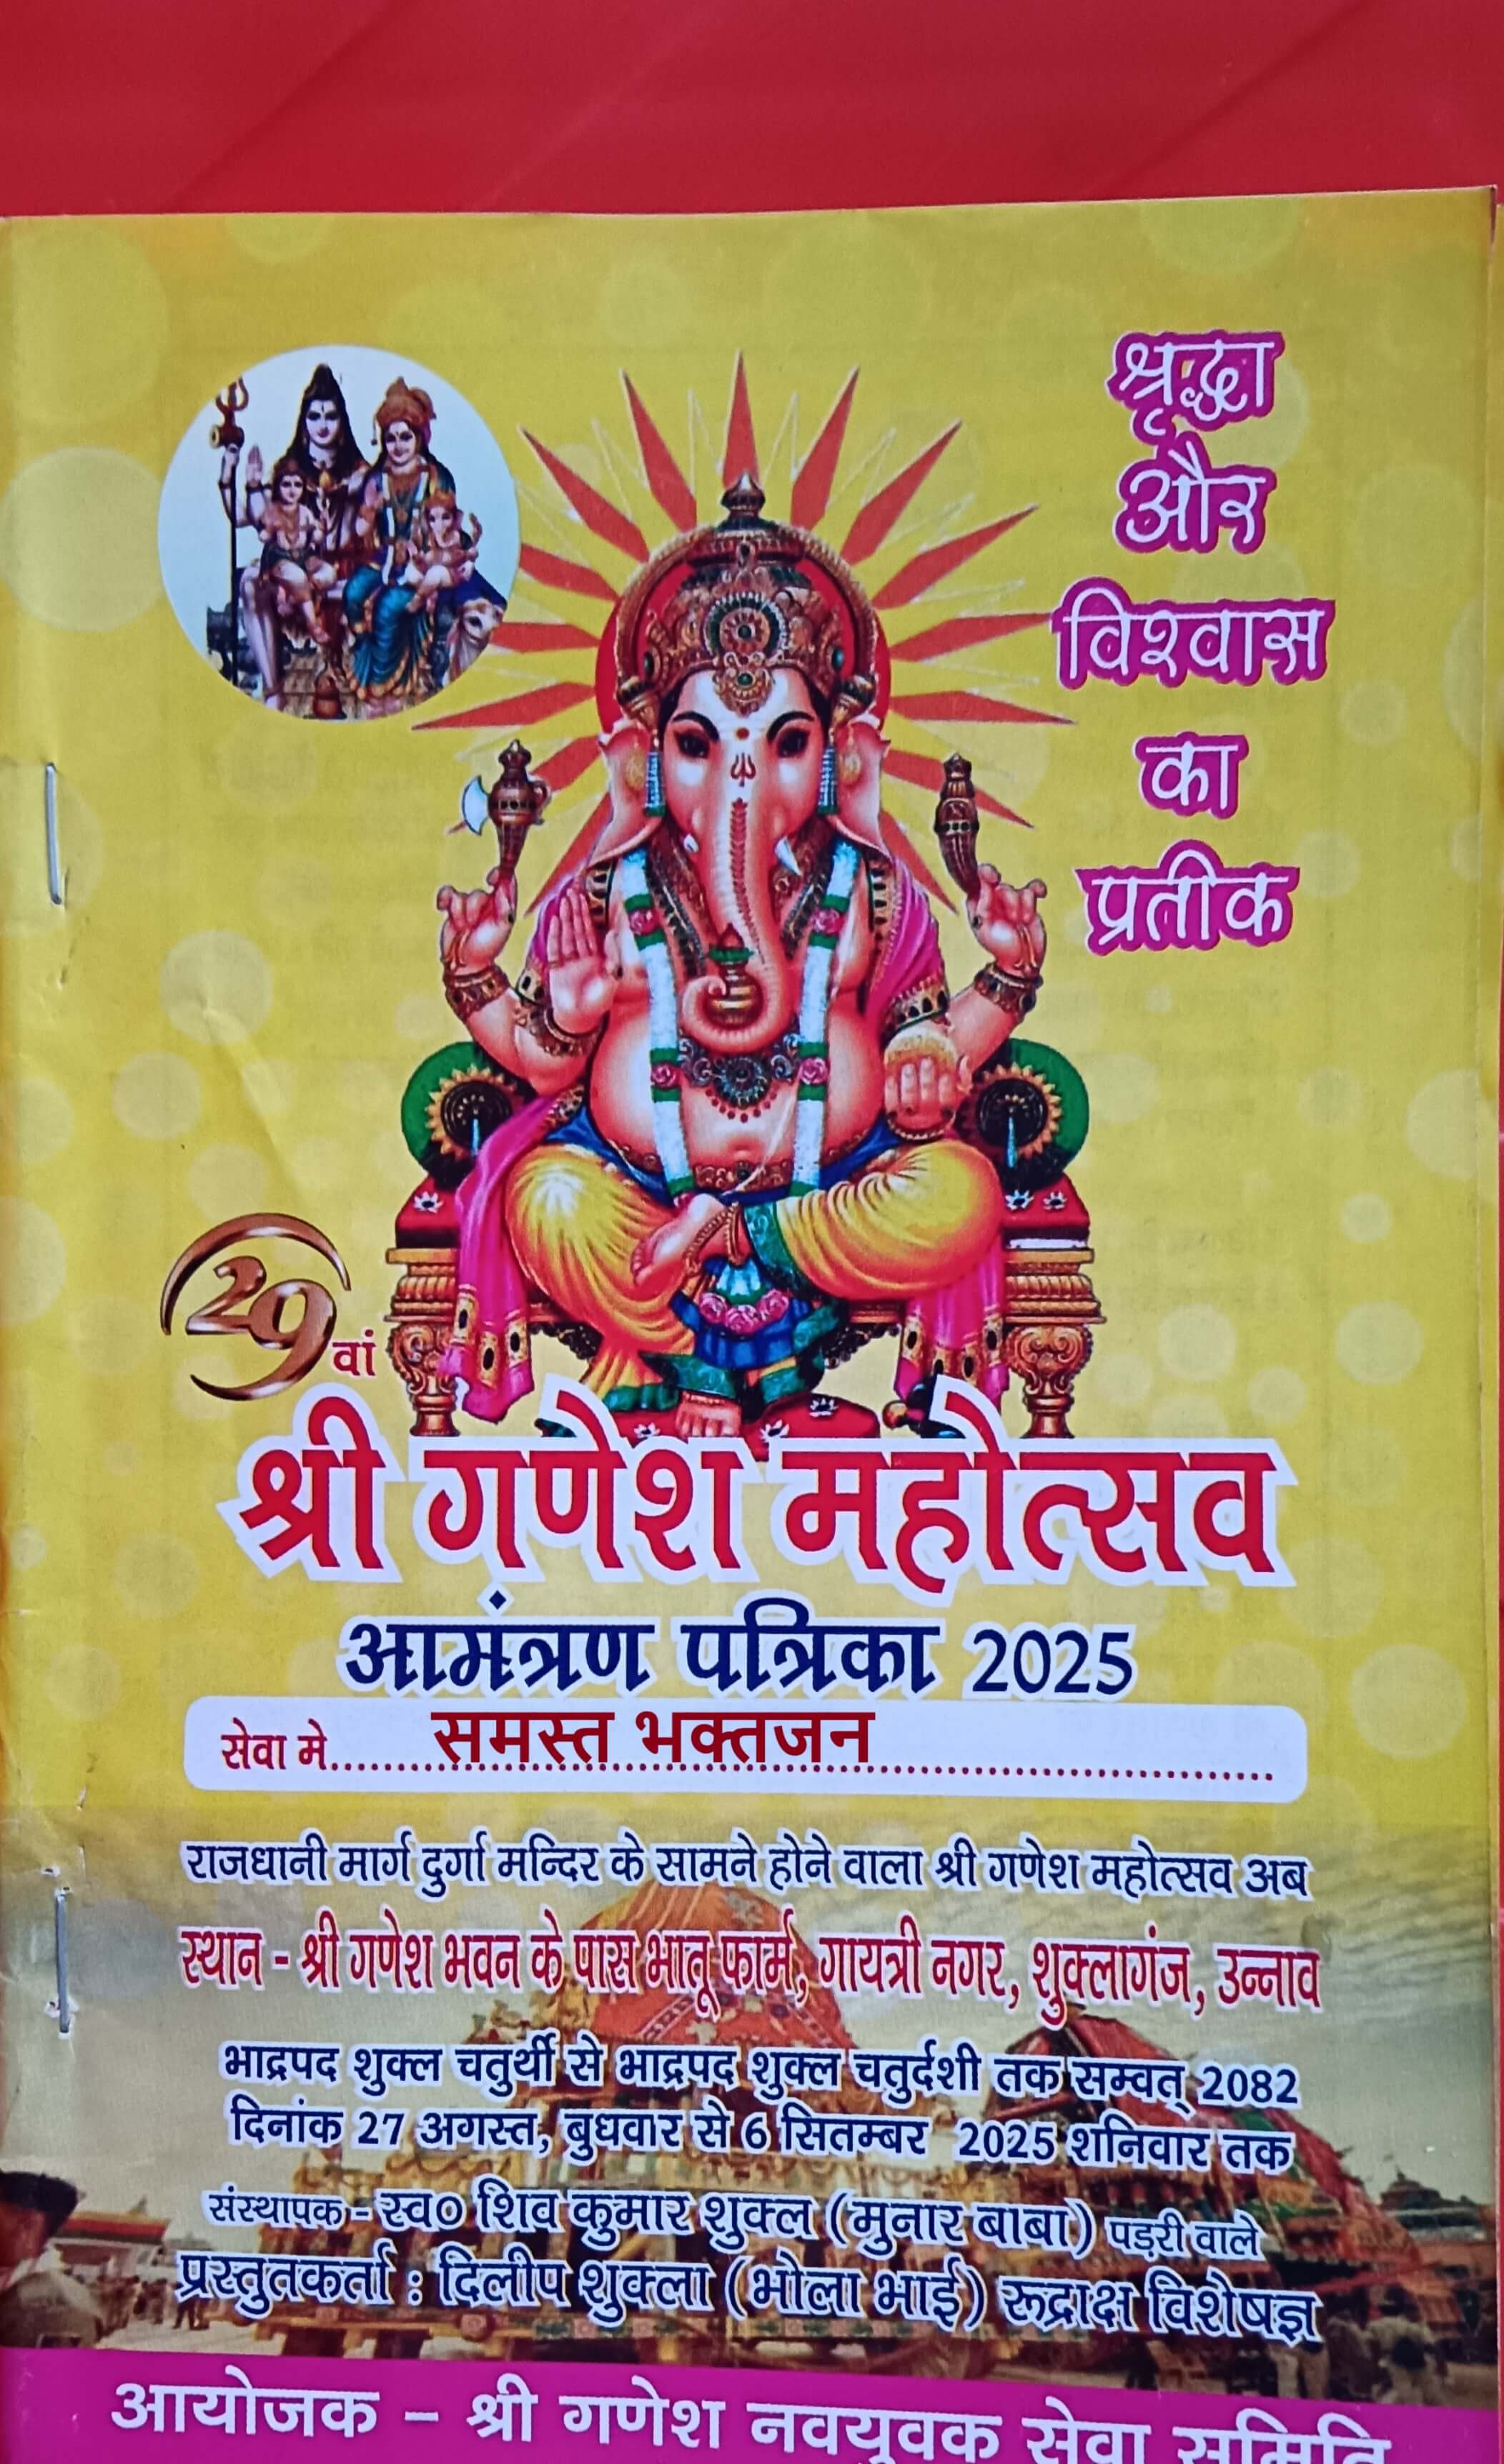 श्रृद्धा
और
विश्वास
का
प्रतीक
29 वां
श्री गणेश महोत्सव
आमंत्रण पत्रिका 2025
सेवा मे.......समस्त भक्तजन.......
राजधानी मार्ग दुर्गा मन्दिर के सामने होने वाला श्री गणेश महोत्सव अब
स्थान - श्री गणेश भवन के पास भातू फार्म, गायत्री नगर, शुक्लागंज, उन्नाव
भाद्रपद शुक्ल चतुर्थी से भाद्रपद शुक्ल चतुर्दशी तक सम्वत् 2082
दिनांक 27 अगस्त, बुधवार से 6 सितम्बर 2025 शनिवार तक
संस्थापक - स्व० शिव कुमार शुक्ल (मुनार बाबा) पड़री वाले
प्रस्तुतकर्ता : दिलीप शुक्ला (भोला भाई) रूद्राक्ष विशेषज्ञ
आयोजक - श्री गणेश नवयुवक सेवा समिति